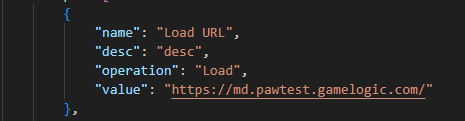 {
"name": "Load URL",
"desc": "desc",
"operation": "Load",
"value": "https://md.pawtest.gamelogic.com/"
},